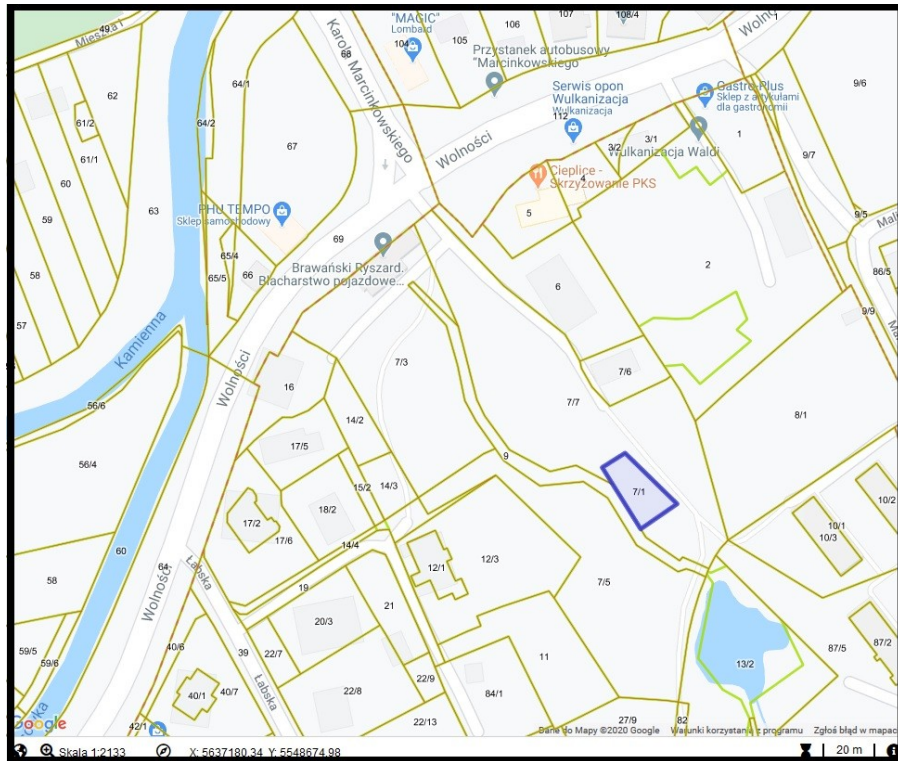 Mieszka I
49
62
64/1
61/2
64/2
61/1
67
60
63
59
58
57
56/6
56/4
58
60
59/5
59/6
Kamienna
PHU TEMPO
Sklep samochodowy
65/4
65/5
66
69
Karola Marcinkowskiego
68
"MAGIC"
Lombard
104
105
106
107
108/4
Przystanek autobusowy
"Marcinkowskiego
Serwis opon
Wulkanizacja
Wulkanizacja
112
Gastro Plus
Sklep z artykułami
dla gastronomii
Wolności
1
1
3/2
3/1
Wulkanizacja Waldi
Cieplice -
Skrzyżowanie PKS
4
5
9/6
9/7
9/5
86/5
9/9
2
6
Brawański Ryszard.
Blacharstwo pojazdowe...
Wolności
7/3
7/6
7/7
8/1
16
14/2
17/5
9
7/1
15/2
14/3
18/2
17/2
17/6
14/4
10/2
10/1
10/3
12/1
12/3
7/5
64
Wolności
Łabska
19
21
20/3
39
22/7
40/6
40/1
40/7
22/9
22/8
84/1
11
Łabska
22/13
42/1
27/9
82
13/2
87/5
87/2
Google
Dane do Mapy ©2020 Google
Warunki korzystania z programu
Zgłoś błąd w mapach
Skala 1:2133
X: 5637180.34 Y: 5548674.98
20 m